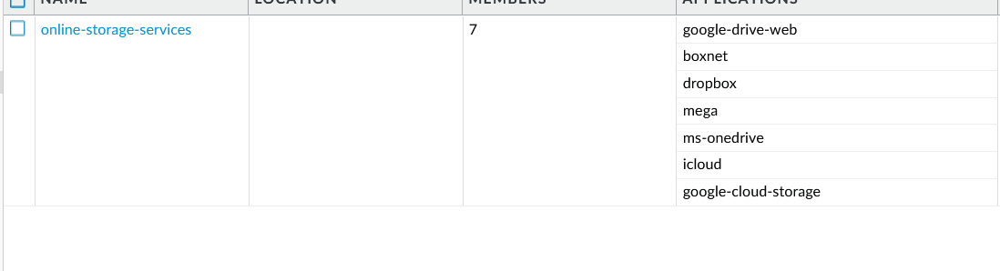 NAME LOCATION MEMBERS APPLICATIONS
online-storage-services 7 google-drive-web
boxnet
dropbox
mega
ms-onedrive
icloud
google-cloud-storage